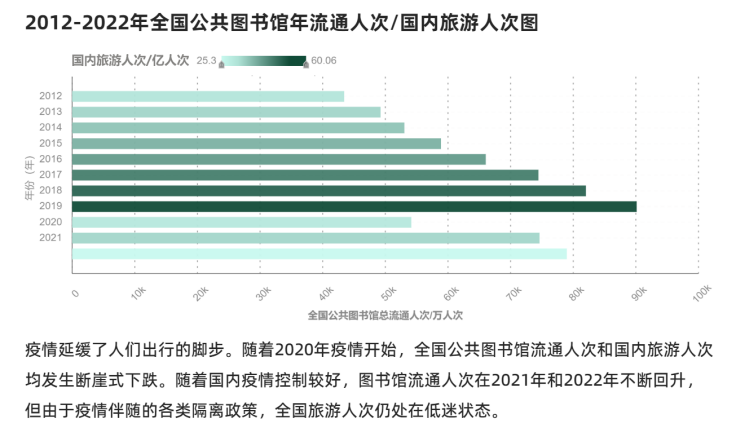 2012-2022年全国公共图书馆年流通人次/国内旅游人次图
国内旅游人次/亿人次 25.3 60.06
年份（年）
2012
2013
2014
2015
2016
2017
2018
2019
2020
2021
0 10k 20k 30k 40k 50k 60k 70k 80k 90k 100k
全国公共图书馆总流通人次/万人次
疫情延缓了人们出行的脚步。随着2020年疫情开始，全国公共图书馆流通人次和国内旅游人次
均发生断崖式下跌。随着国内疫情控制较好，图书馆流通人次在2021年和2022年不断回升，
但由于疫情伴随的各类隔离政策，全国旅游人次仍处在低迷状态。